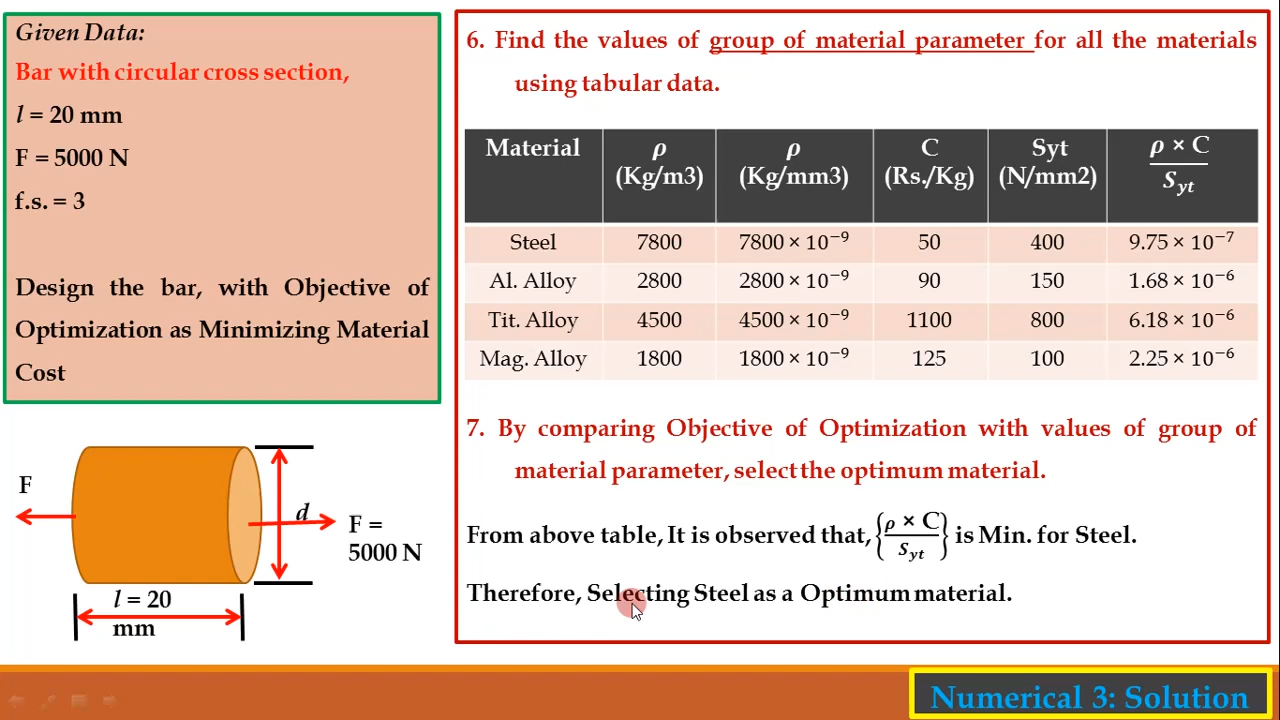 Given Data:
Bar with circular cross section,
l = 20 mm
F = 5000 N
f.s. = 3
Design the bar, with Objective of
Optimization as Minimizing Material
Cost
F
d
F =
5000 N
l = 20
mm
6. Find the values of group of material parameter for all the materials
using tabular data.
Material ρ (Kg/m3) ρ (Kg/mm3) C (Rs./Kg) Syt (N/mm2) ρ × C / S_yt
Steel 7800 7800 × 10⁻⁹ 50 400 9.75 × 10⁻⁷
Al. Alloy 2800 2800 × 10⁻⁹ 90 150 1.68 × 10⁻⁶
Tit. Alloy 4500 4500 × 10⁻⁹ 1100 800 6.18 × 10⁻⁶
Mag. Alloy 1800 1800 × 10⁻⁹ 125 100 2.25 × 10⁻⁶
7. By comparing Objective of Optimization with values of group of
material parameter, select the optimum material.
From above table, It is observed that, {ρ × C / S_yt} is Min. for Steel.
Therefore, Selecting Steel as a Optimum material.
Numerical 3: Solution